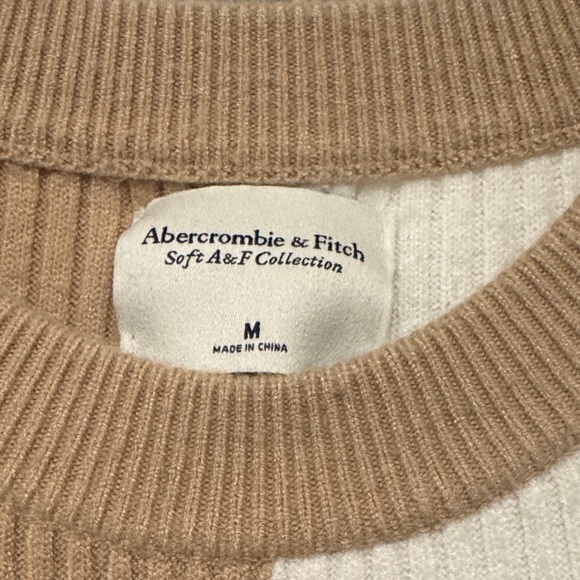 Abercrombie & Fitch
Soft A&F Collection
M
MADE IN CHINA